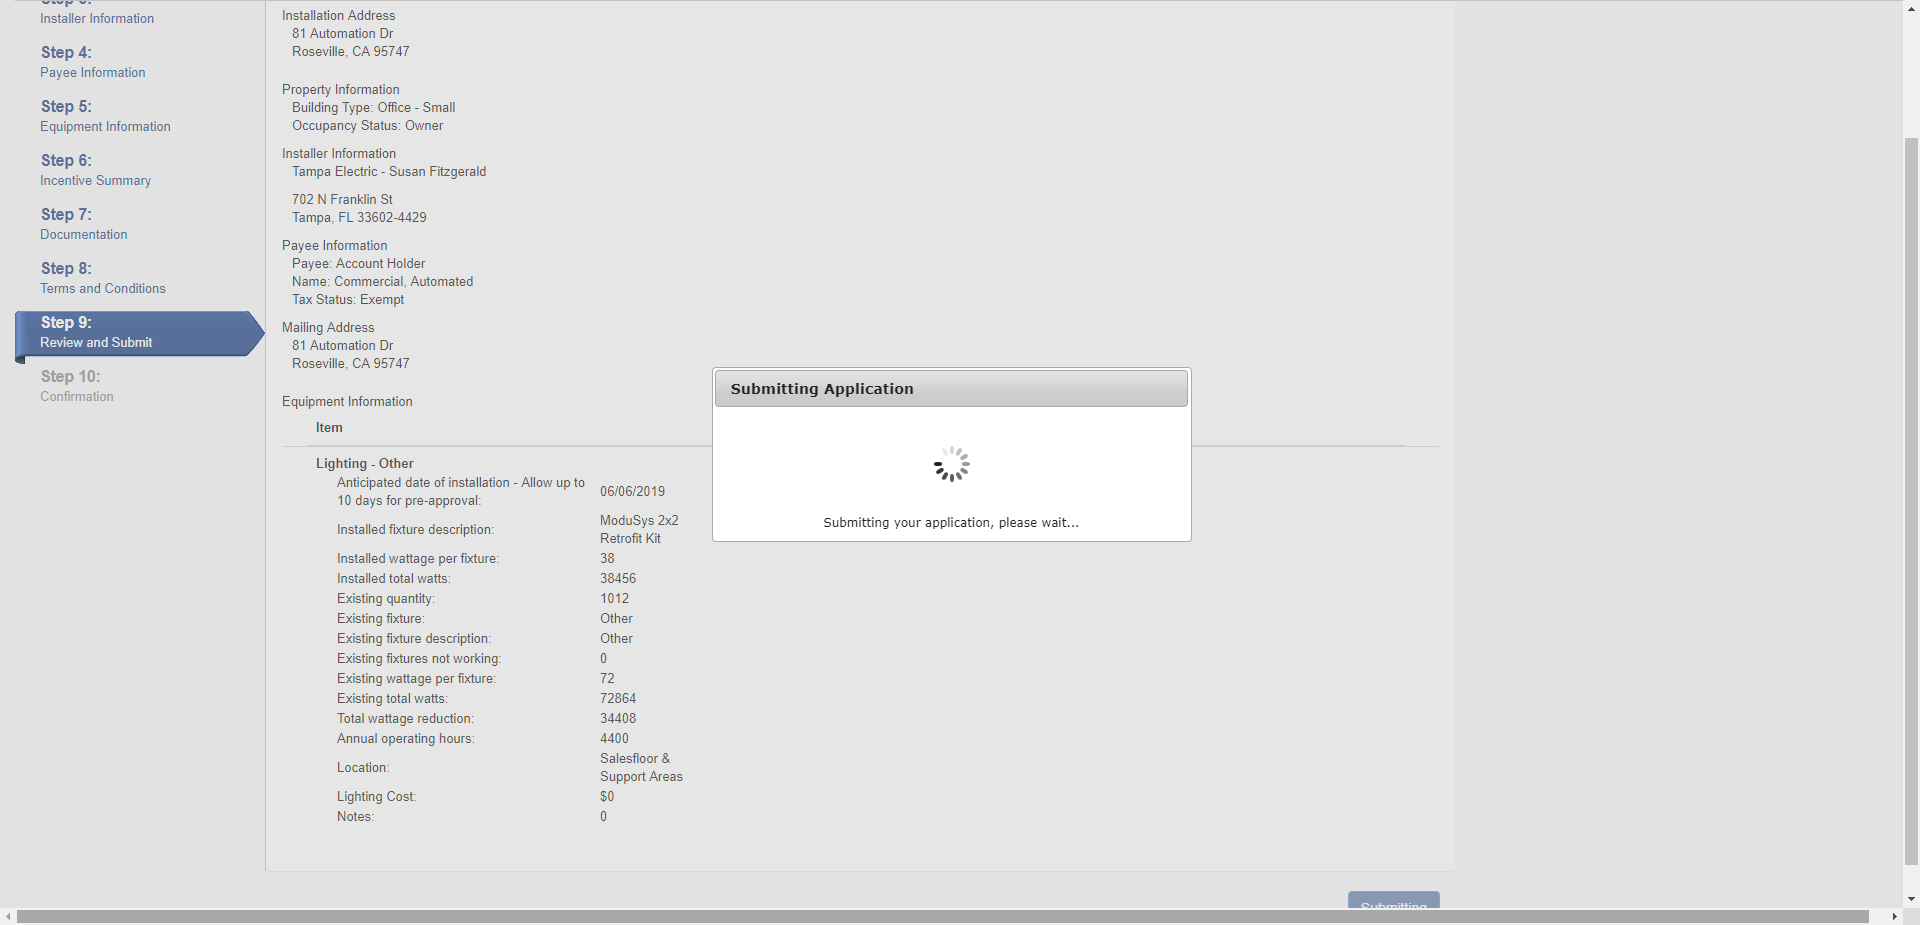 Step 3:
Installer Information
Step 4:
Payee Information
Step 5:
Equipment Information
Step 6:
Incentive Summary
Step 7:
Documentation
Step 8:
Terms and Conditions
Step 9:
Review and Submit
Step 10:
Confirmation
Installation Address
81 Automation Dr
Roseville, CA 95747
Property Information
Building Type: Office - Small
Occupancy Status: Owner
Installer Information
Tampa Electric - Susan Fitzgerald
702 N Franklin St
Tampa, FL 33602-4429
Payee Information
Payee: Account Holder
Name: Commercial, Automated
Tax Status: Exempt
Mailing Address
81 Automation Dr
Roseville, CA 95747
Equipment Information
Item
Lighting - Other
Anticipated date of installation - Allow up to
10 days for pre-approval:
06/06/2019
Installed fixture description:
ModuSys 2x2
Retrofit Kit
Installed wattage per fixture: 38
Installed total watts: 38456
Existing quantity: 1012
Existing fixture: Other
Existing fixture description: Other
Existing fixtures not working: 0
Existing wattage per fixture: 72
Existing total watts: 72864
Total wattage reduction: 34408
Annual operating hours: 4400
Location:
Salesfloor &
Support Areas
Lighting Cost: $0
Notes: 0
Submitting Application
Submitting your application, please wait...
Submitting